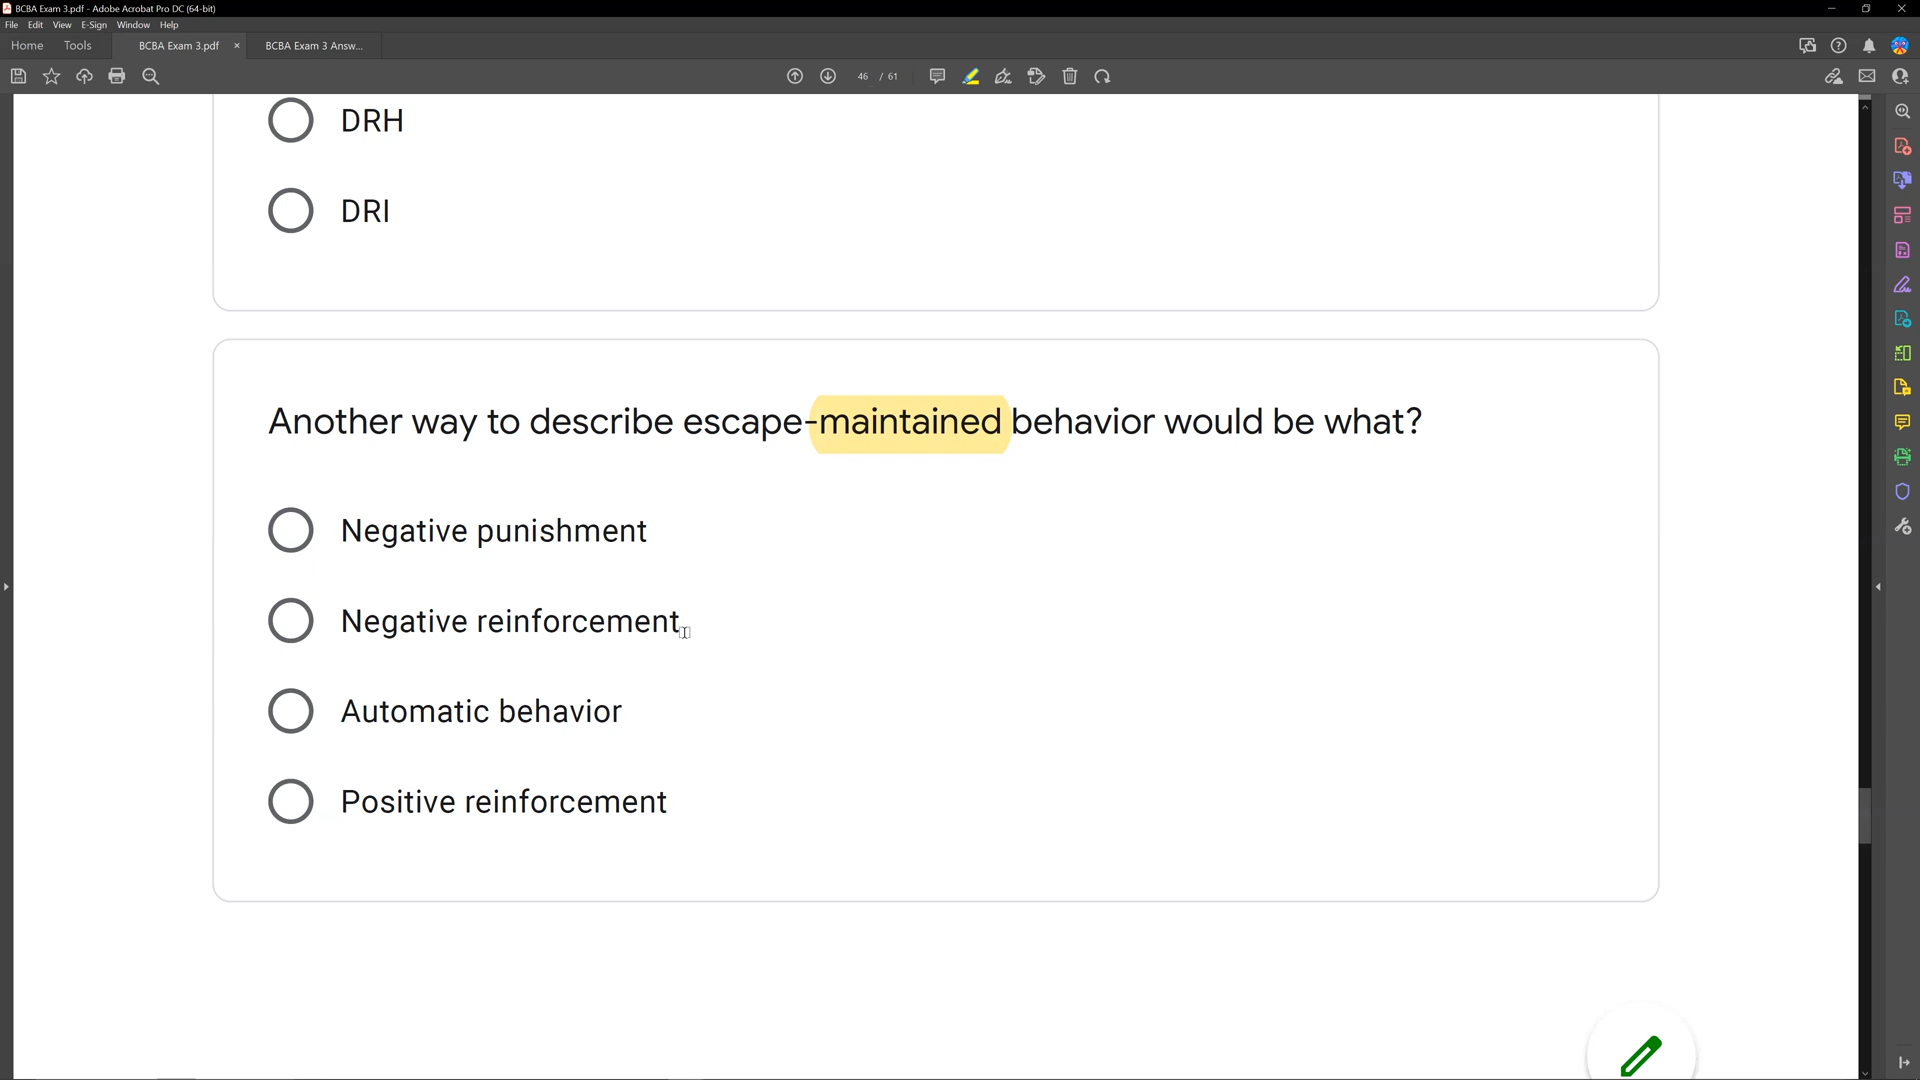 BCBA Exam 3.pdf - Adobe Acrobat Pro DC (64-bit)
File Edit View E-Sign Window Help
Home Tools BCBA Exam 3.pdf × BCBA Exam 3 Answ...
46 / 61
DRH
DRI
Another way to describe escape-maintained behavior would be what?
Negative punishment
Negative reinforcement
Automatic behavior
Positive reinforcement